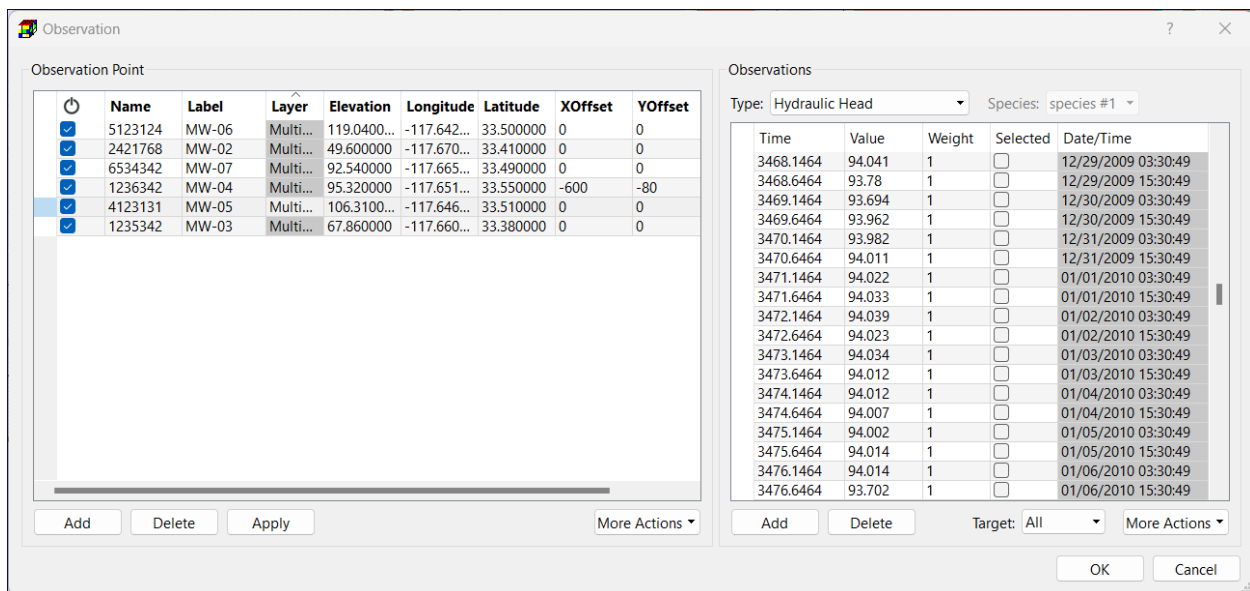 Observation ? ×
Observation Point
Name Label Layer Elevation Longitude Latitude XOffset YOffset
5123124 MW-06 Multi... 119.0400... -117.642... 33.500000 0 0
2421768 MW-02 Multi... 49.600000 -117.670... 33.410000 0 0
6534342 MW-07 Multi... 92.540000 -117.665... 33.490000 0 0
1236342 MW-04 Multi... 95.320000 -117.651... 33.550000 -600 -80
4123131 MW-05 Multi... 106.3100... -117.646... 33.510000 0 0
1235342 MW-03 Multi... 67.860000 -117.660... 33.380000 0 0
Add Delete Apply More Actions
Observations
Type: Hydraulic Head Species: species #1
Time Value Weight Selected Date/Time
3468.1464 94.041 1 12/29/2009 03:30:49
3468.6464 93.78 1 12/29/2009 15:30:49
3469.1464 93.694 1 12/30/2009 03:30:49
3469.6464 93.962 1 12/30/2009 15:30:49
3470.1464 93.982 1 12/31/2009 03:30:49
3470.6464 94.011 1 12/31/2009 15:30:49
3471.1464 94.022 1 01/01/2010 03:30:49
3471.6464 94.033 1 01/01/2010 15:30:49
3472.1464 94.039 1 01/02/2010 03:30:49
3472.6464 94.023 1 01/02/2010 15:30:49
3473.1464 94.034 1 01/03/2010 03:30:49
3473.6464 94.012 1 01/03/2010 15:30:49
3474.1464 94.012 1 01/04/2010 03:30:49
3474.6464 94.007 1 01/04/2010 15:30:49
3475.1464 94.002 1 01/05/2010 03:30:49
3475.6464 94.014 1 01/05/2010 15:30:49
3476.1464 94.014 1 01/06/2010 03:30:49
3476.6464 93.702 1 01/06/2010 15:30:49
Add Delete Target: All More Actions
OK Cancel